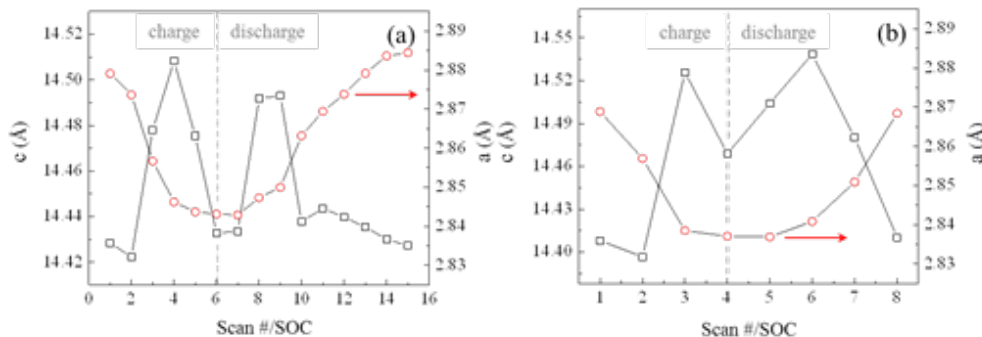 charge discharge (a)
14.52
14.50
14.48
14.46
14.44
14.42
c (Å)
2.89
2.88
2.87
2.86
2.85
2.84
2.83
a (Å)
0 2 4 6 8 10 12 14 16
Scan #/SOC
charge discharge (b)
14.55
14.52
14.49
14.46
14.43
14.40
c (Å)
2.89
2.88
2.87
2.86
2.85
2.84
2.83
a (Å)
1 2 3 4 5 6 7 8
Scan #/SOC